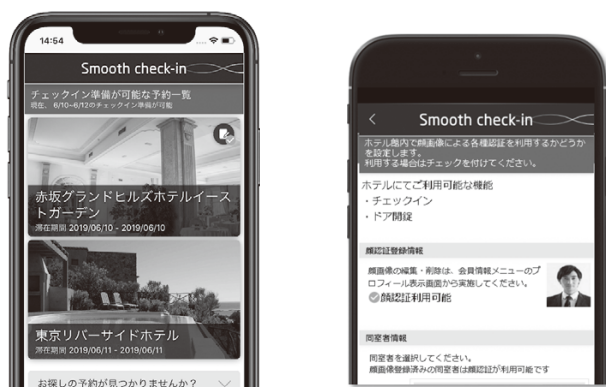 14:54
Smooth check-in
チェックイン準備が可能な予約一覧
現在、6/10~6/12のチェックイン準備が可能
赤坂グランドヒルズホテルイース
トガーデン
滞在期間 2019/06/10 - 2019/06/10
東京リバーサイドホテル
滞在期間 2019/06/11 - 2019/06/11
お探しの予約が見つかりませんか？
Smooth check-in
ホテル館内で顔画像による各種認証を利用するかどうか
を設定します。
利用する場合はチェックを付けてください。
ホテルにてご利用可能な機能
・チェックイン
・ドア開錠
顔認証登録情報
顔画像の編集・削除は、会員情報メニューのプ
ロフィール表示画面から実施してください。
顔認証利用可能
同室者情報
同室者を選択してください。
顔画像登録済みの同室者は顔認証が利用可能です